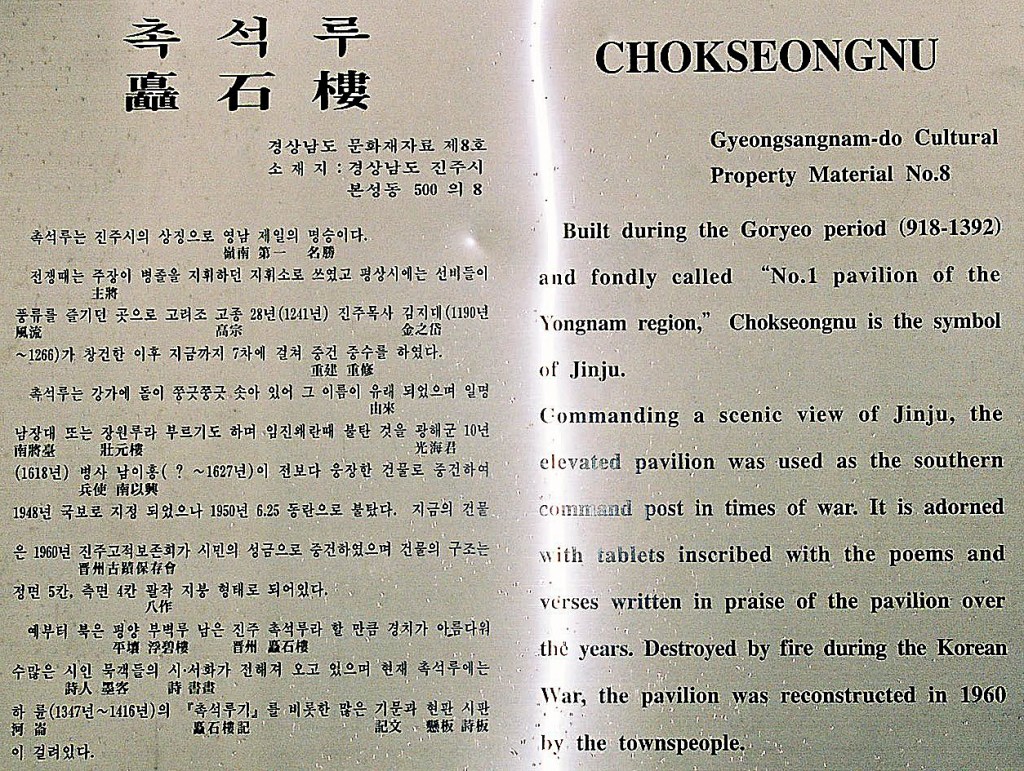 촉 석 루
矗 石 樓
경상남도 문화재자료 제8호
소 재 지 : 경상남도 진주시
본성동 500 의 8
촉석루는 진주시의 상징으로 영남 제일의 명승이다.
嶺南 第一 名勝
전쟁때는 주장이 병졸을 지휘하던 지휘소로 쓰였고 평상시에는 선비들이
主將
풍류를 즐기던 곳으로 고려조 고종 28년(1241년) 진주목사 김지대(1190년
風流 高宗 金之岱
~1266)가 창건한 이후 지금까지 7차에 걸쳐 중건 중수를 하였다.
重建 重修
촉석루는 강가에 돌이 쭝긋쭝긋 솟아 있어 그 이름이 유래 되었으며 일명
由来
남장대 또는 장원루라 부르기도 하며 임진왜란때 불탄 것을 광해군 10년
南將臺 壯元樓 光海君
(1618년) 병사 남이흥( ? ~1627년)이 전보다 웅장한 건물로 중건하여
兵使 南以興
1948년 국보로 지정 되었으나 1950년 6.25 동란으로 불탔다. 지금의 건물
은 1960년 진주고적보존회가 시민의 성금으로 중건하였으며 건물의 구조는
晋州古蹟保存會
정면 5칸, 측면 4칸 팔작 지붕 형태로 되어있다.
八作
예부터 북은 평양 부벽루 남은 진주 촉석루라 할 만큼 경치가 아름다워
平壤 浮碧樓 晋州 矗石樓
수많은 시인 묵객들의 시·서화가 전해져 오고 있으며 현재 촉석루에는
詩人 墨客 詩 書畫
하 륜(1347년~1416년)의 『촉석루기』를 비롯한 많은 기문과 현판 시판
河 崙 矗石樓記 記文 懸板 詩板
이 걸려있다.
CHOKSEONGNU
Gyeongsangnam-do Cultural
Property Material No.8
Built during the Goryeo period (918-1392)
and fondly called “No.1 pavilion of the
Yongnam region,” Chokseongnu is the symbol
of Jinju.
Commanding a scenic view of Jinju, the
elevated pavilion was used as the southern
command post in times of war. It is adorned
with tablets inscribed with the poems and
verses written in praise of the pavilion over
the years. Destroyed by fire during the Korean
War, the pavilion was reconstructed in 1960
by the townspeople.